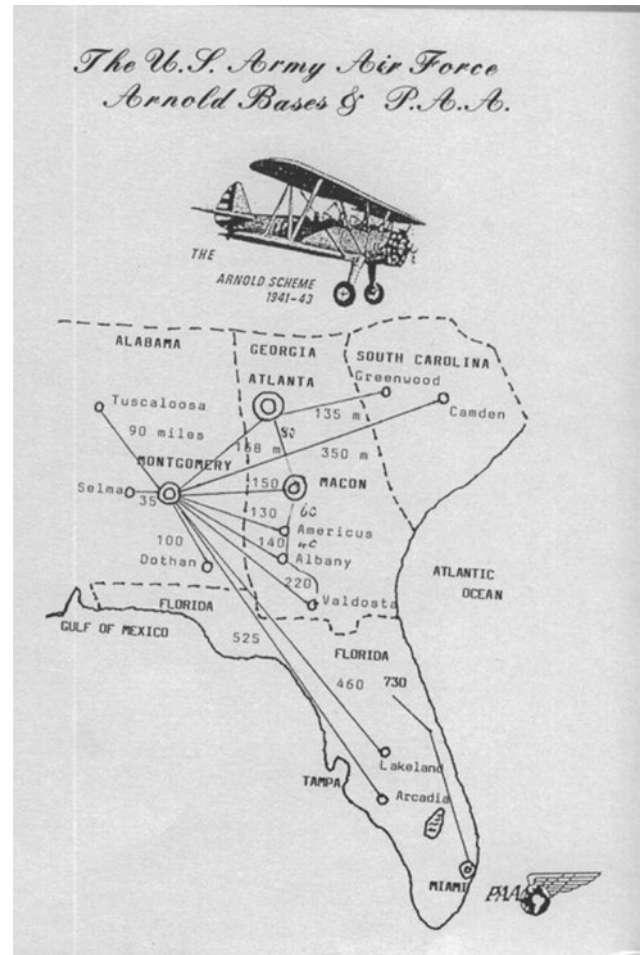 The U.S. Army Air Force
Arnold Bases & P.A.A.
THE
ARNOLD SCHEME
1941-43
ALABAMA
GEORGIA
SOUTH CAROLINA
ATLANTA
Greenwood
Tuscaloosa
135 m
Camden
90 miles
168 m
80
350 m
MONTGOMERY
Selma
35
150
MACON
130
60
Americus
100
140
40
Albany
Dothan
220
Valdosta
ATLANTIC
OCEAN
FLORIDA
GULF OF MEXICO
525
FLORIDA
460
730
Lakeland
TAMPA
Arcadia
MIAMI
PAA